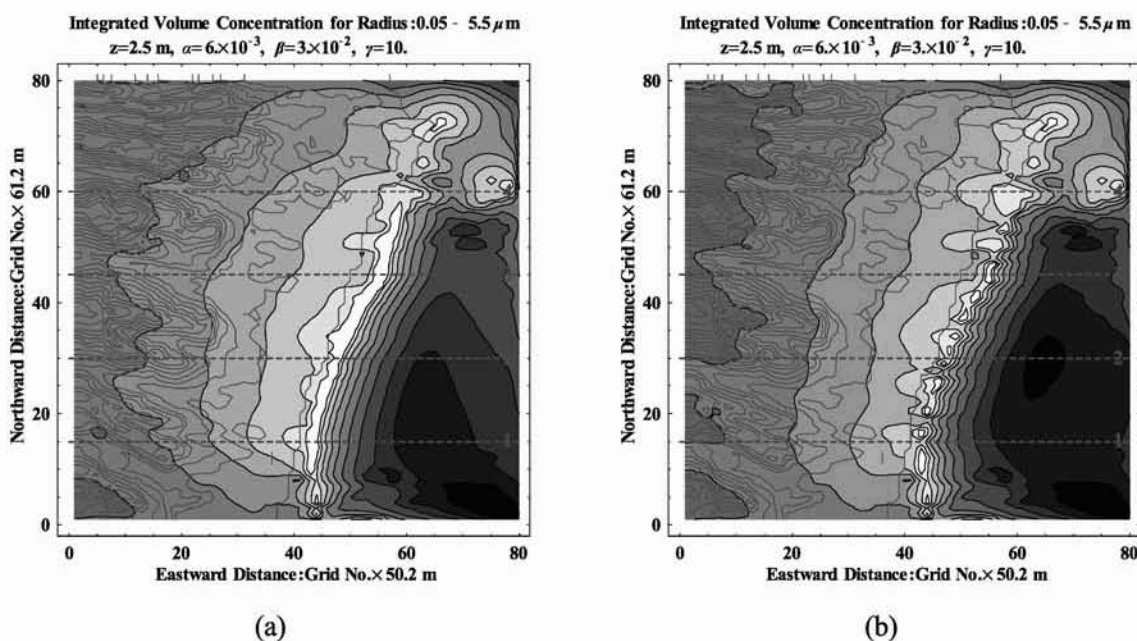 Integrated Volume Concentration for Radius:0.05 - 5.5μm
z=2.5 m, α=6.×10⁻³, β=3.×10⁻², γ=10.
80
60
40
20
0
Northward Distance:Grid No.× 61.2 m
0 20 40 60 80
Eastward Distance:Grid No.× 50.2 m
(a)
Integrated Volume Concentration for Radius:0.05 - 5.5μm
z=2.5 m, α=6.×10⁻³, β=3.×10⁻², γ=10.
80
60
40
20
0
Northward Distance:Grid No.× 61.2 m
2
1
0 20 40 60 80
Eastward Distance:Grid No.× 50.2 m
(b)